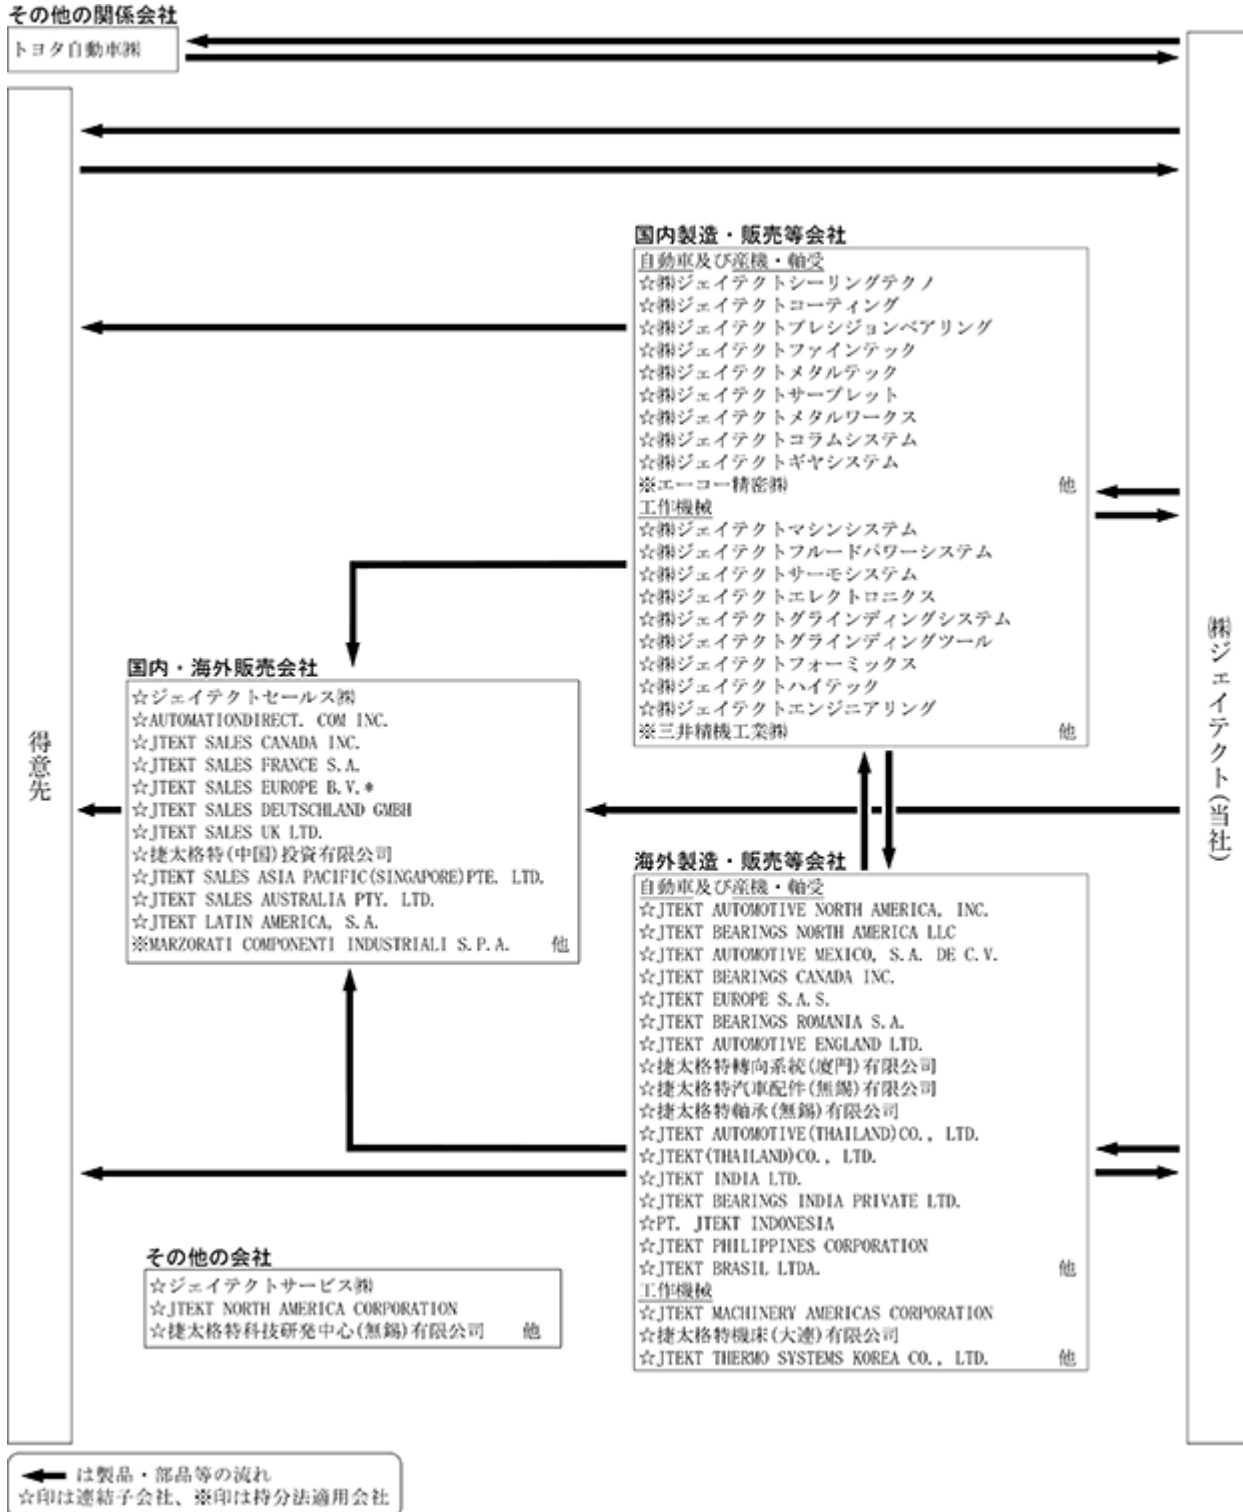 その他の関係会社
トヨタ自動車㈱
得意先
㈱ジェイテクト(当社)
国内製造・販売等会社
自動車及び産機・軸受
☆㈱ジェイテクトシーリングテクノ
☆㈱ジェイテクトコーティング
☆㈱ジェイテクトプレシジョンベアリング
☆㈱ジェイテクトファインテック
☆㈱ジェイテクトメタルテック
☆㈱ジェイテクトサーブレット
☆㈱ジェイテクトメタルワークス
☆㈱ジェイテクトコラムシステム
☆㈱ジェイテクトギヤシステム
※エーコー精密㈱ 他
工作機械
☆㈱ジェイテクトマシンシステム
☆㈱ジェイテクトフルードパワーシステム
☆㈱ジェイテクトサーモシステム
☆㈱ジェイテクトエレクトロニクス
☆㈱ジェイテクトグラインディングシステム
☆㈱ジェイテクトグラインディングツール
☆㈱ジェイテクトフォーミックス
☆㈱ジェイテクトハイテック
☆㈱ジェイテクトエンジニアリング
※三井精機工業㈱ 他
国内・海外販売会社
☆ジェイテクトセールス㈱
☆AUTOMATIONDIRECT. COM INC.
☆JTEKT SALES CANADA INC.
☆JTEKT SALES FRANCE S.A.
☆JTEKT SALES EUROPE B.V.*
☆JTEKT SALES DEUTSCHLAND GMBH
☆JTEKT SALES UK LTD.
☆捷太格特(中国)投資有限公司
☆JTEKT SALES ASIA PACIFIC(SINGAPORE)PTE. LTD.
☆JTEKT SALES AUSTRALIA PTY. LTD.
☆JTEKT LATIN AMERICA, S.A.
※MARZORATI COMPONENTI INDUSTRIALI S.P.A. 他
海外製造・販売等会社
自動車及び産機・軸受
☆JTEKT AUTOMOTIVE NORTH AMERICA, INC.
☆JTEKT BEARINGS NORTH AMERICA LLC
☆JTEKT AUTOMOTIVE MEXICO, S.A. DE C.V.
☆JTEKT BEARINGS CANADA INC.
☆JTEKT EUROPE S.A.S.
☆JTEKT BEARINGS ROMANIA S.A.
☆JTEKT AUTOMOTIVE ENGLAND LTD.
☆捷太格特轉向系統(廈門)有限公司
☆捷太格特汽車配件(無錫)有限公司
☆捷太格特軸承(無錫)有限公司
☆JTEKT AUTOMOTIVE(THAILAND)CO., LTD.
☆JTEKT(THAILAND)CO., LTD.
☆JTEKT INDIA LTD.
☆JTEKT BEARINGS INDIA PRIVATE LTD.
☆PT. JTEKT INDONESIA
☆JTEKT PHILIPPINES CORPORATION
☆JTEKT BRASIL LTDA. 他
工作機械
☆JTEKT MACHINERY AMERICAS CORPORATION
☆捷太格特機床(大連)有限公司
☆JTEKT THERMO SYSTEMS KOREA CO., LTD. 他
その他の会社
☆ジェイテクトサービス㈱
☆JTEKT NORTH AMERICA CORPORATION
☆捷太格特科技研発中心(無錫)有限公司 他
は製品・部品等の流れ
☆印は連結子会社、※印は持分法適用会社